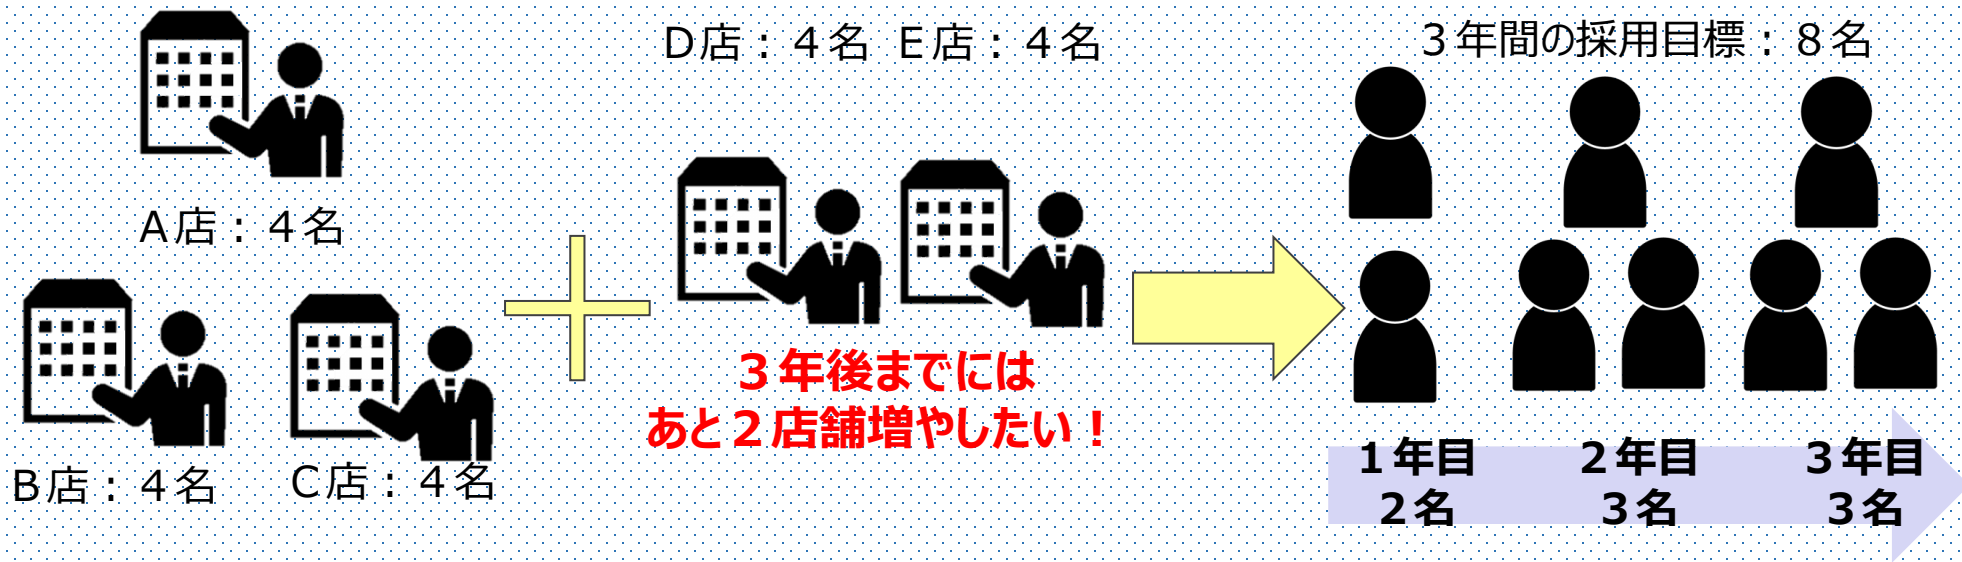 A店：４名
B店：４名
C店：４名
D店：４名 E店：４名
３年後までには
あと２店舗増やしたい！
３年間の採用目標：８名
１年目
２名
２年目
３名
３年目
３名